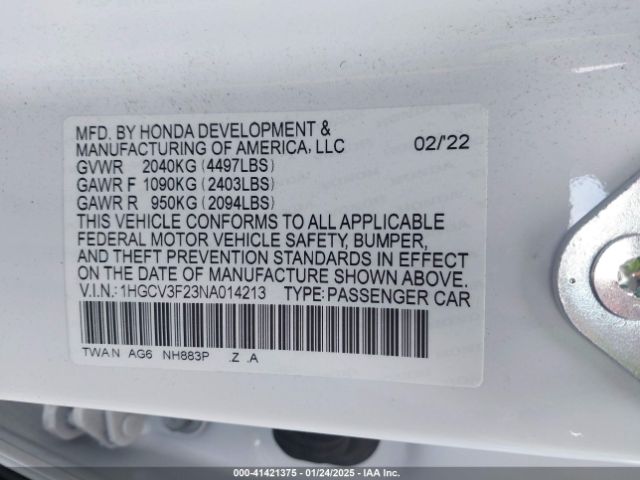 MFD. BY HONDA DEVELOPMENT &
MANUFACTURING OF AMERICA, LLC 02/'22
GVWR 2040KG (4497LBS)
GAWR F 1090KG (2403LBS)
GAWR R 950KG (2094LBS)
THIS VEHICLE CONFORMS TO ALL APPLICABLE
FEDERAL MOTOR VEHICLE SAFETY, BUMPER,
AND THEFT PREVENTION STANDARDS IN EFFECT
ON THE DATE OF MANUFACTURE SHOWN ABOVE.
V.I.N.: 1HGCV3F23NA014213 TYPE: PASSENGER CAR
TWA N AG6 NH883P .Z .A
000-41421375 - 01/24/2025 - IAA Inc.